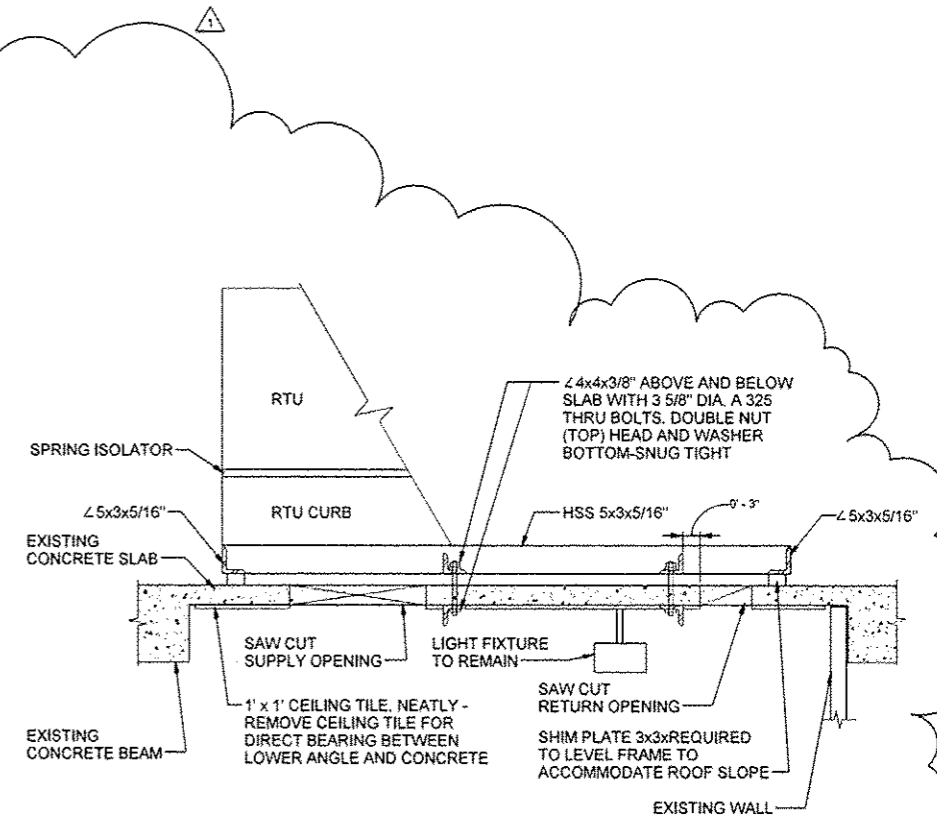 1
RTU
∠4x4x3/8" ABOVE AND BELOW
SLAB WITH 3 5/8" DIA. A 325
THRU BOLTS. DOUBLE NUT
(TOP) HEAD AND WASHER
BOTTOM-SNUG TIGHT
SPRING ISOLATOR
∠5x3x5/16"
RTU CURB
HSS 5x3x5/16"
0'- 3"
∠5x3x5/16"
EXISTING
CONCRETE SLAB
SAW CUT
SUPPLY OPENING
LIGHT FIXTURE
TO REMAIN
SAW CUT
RETURN OPENING
1' x 1' CEILING TILE, NEATLY -
REMOVE CEILING TILE FOR
DIRECT BEARING BETWEEN
LOWER ANGLE AND CONCRETE
EXISTING
CONCRETE BEAM
SHIM PLATE 3x3xREQUIRED
TO LEVEL FRAME TO
ACCOMMODATE ROOF SLOPE
EXISTING WALL